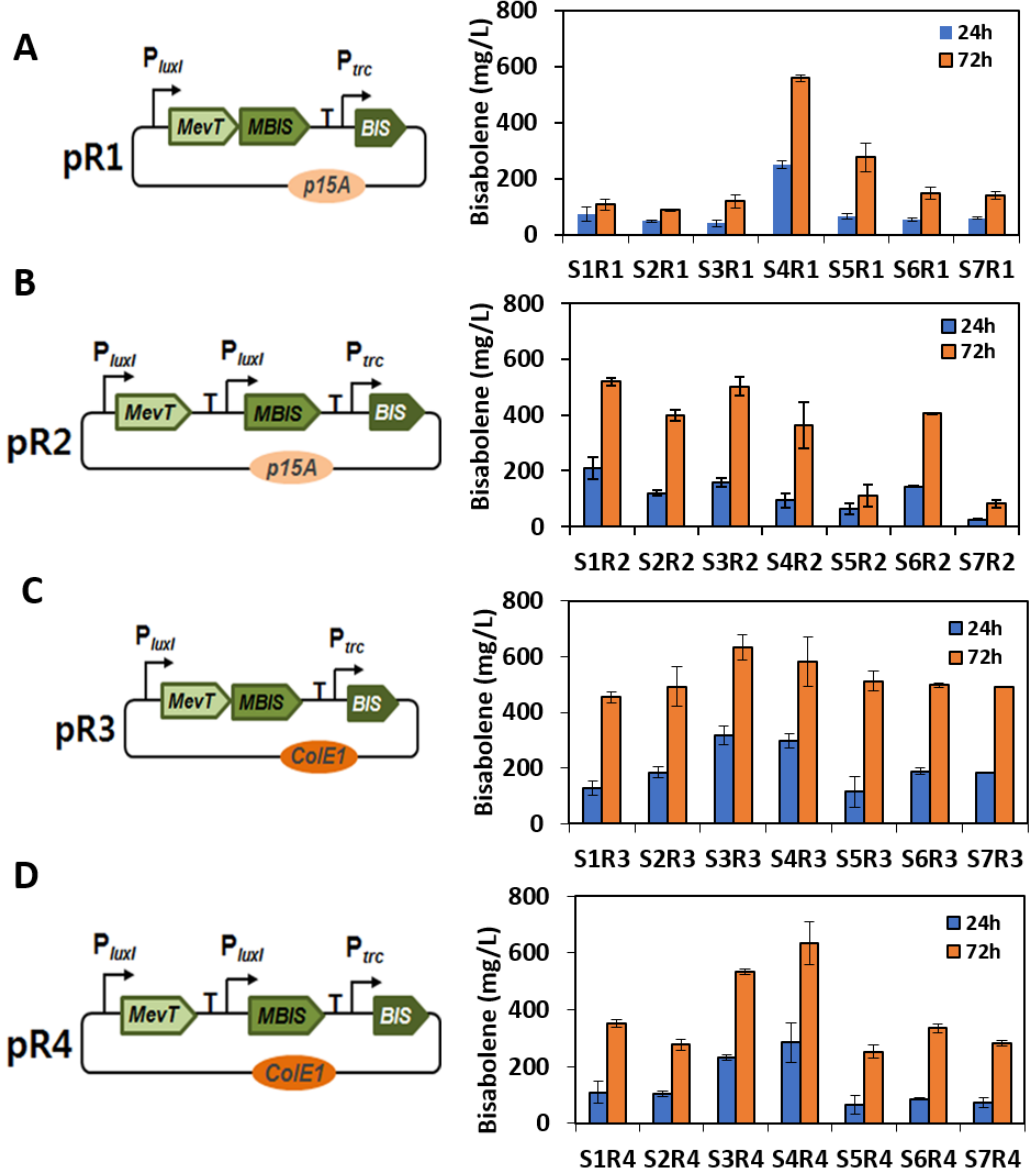 A
P luxI
P trc
T
MevT
MBIS
BIS
pR1
p15A
Bisabolene (mg/L)
800
600
400
200
0
24h
72h
S1R1 S2R1 S3R1 S4R1 S5R1 S6R1 S7R1
B
P luxI
P luxI
P trc
T
T
MevT
MBIS
BIS
pR2
p15A
Bisabolene (mg/L)
800
600
400
200
0
24h
72h
S1R2 S2R2 S3R2 S4R2 S5R2 S6R2 S7R2
C
P luxI
P trc
T
MevT
MBIS
BIS
pR3
ColE1
Bisabolene (mg/L)
800
600
400
200
0
24h
72h
S1R3 S2R3 S3R3 S4R3 S5R3 S6R3 S7R3
D
P luxI
P luxI
P trc
T
T
MevT
MBIS
BIS
pR4
ColE1
Bisabolene (mg/L)
800
600
400
200
0
24h
72h
S1R4 S2R4 S3R4 S4R4 S5R4 S6R4 S7R4